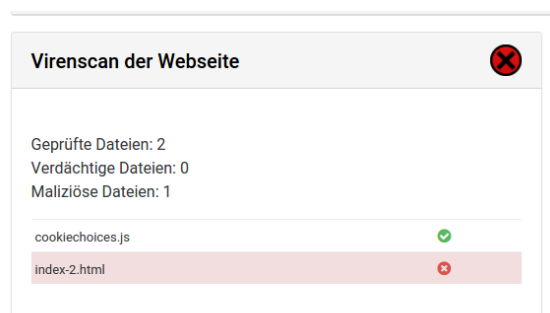 Virenscan der Webseite
Geprüfte Dateien: 2
Verdächtige Dateien: 0
Maliziöse Dateien: 1
cookiechoices.js
index-2.html